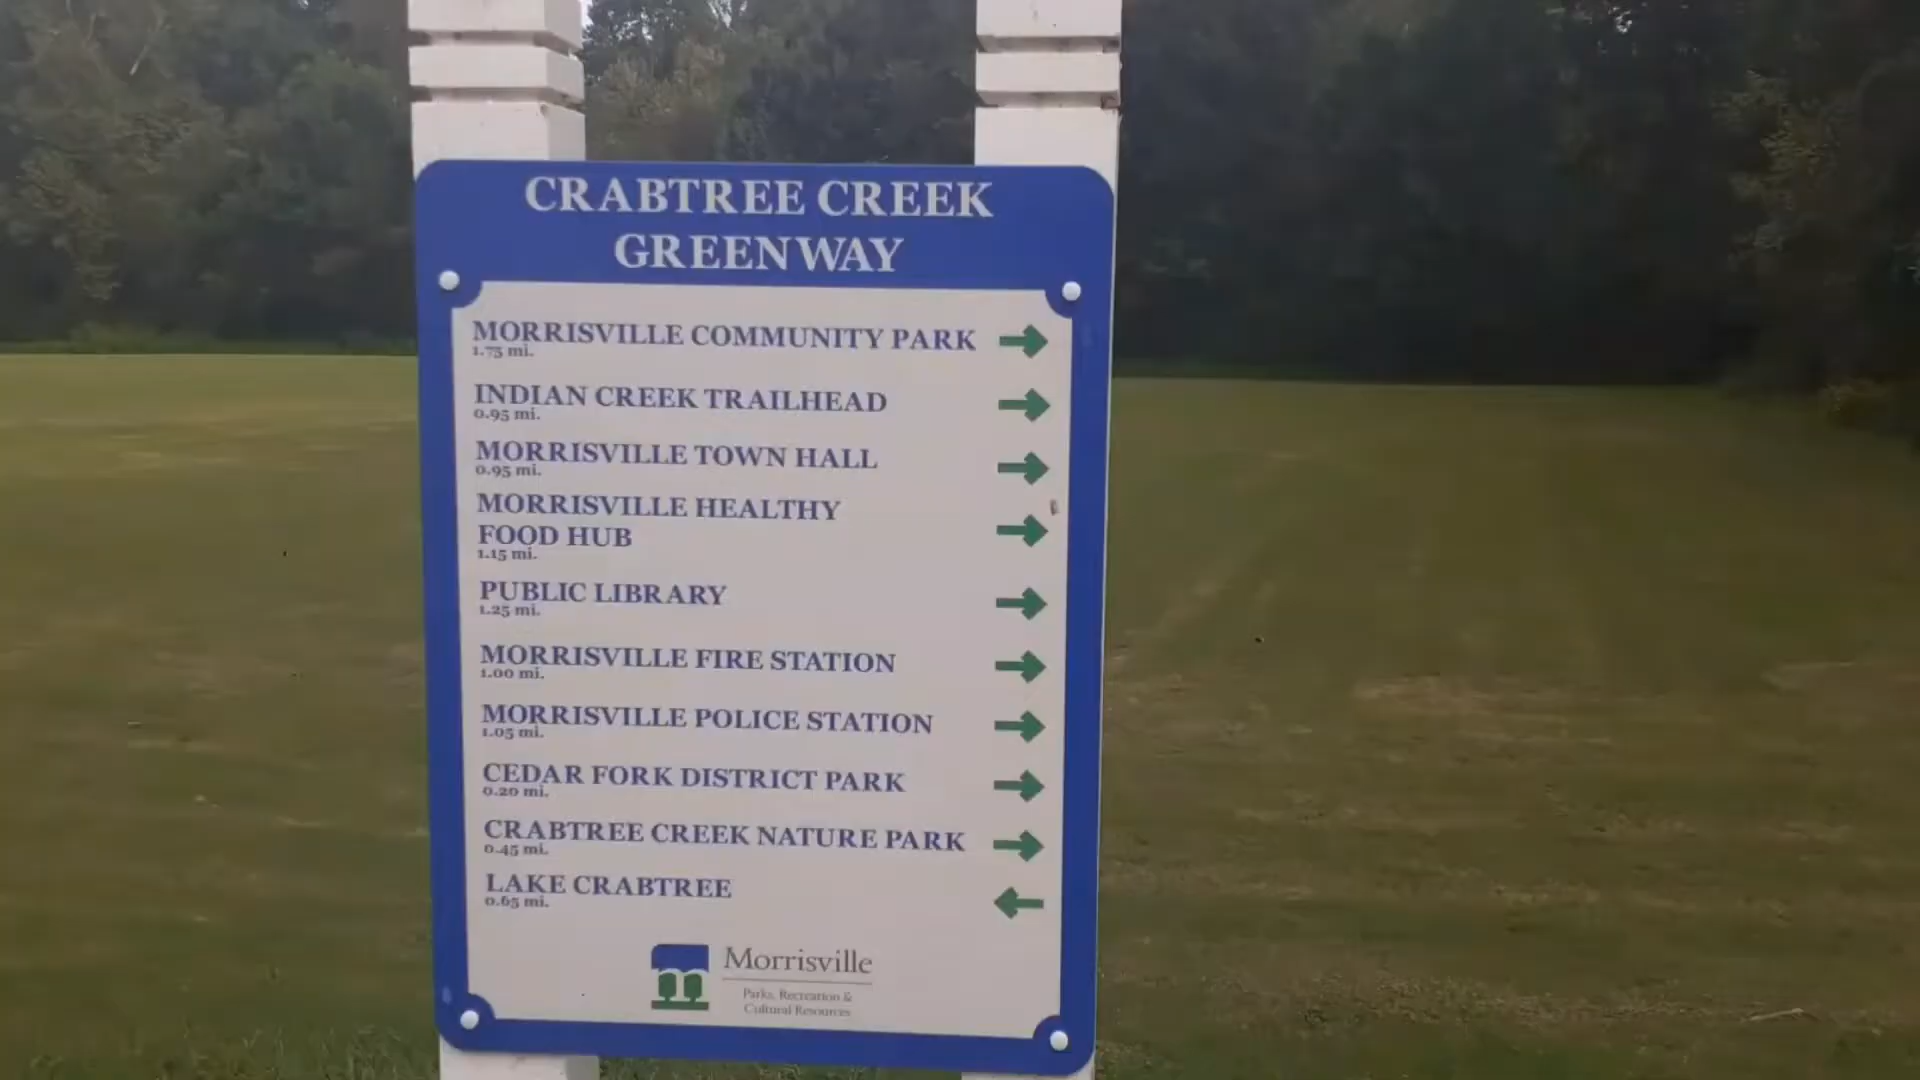 CRABTREE CREEK
GREENWAY
MORRISVILLE COMMUNITY PARK
1.75 mi.
INDIAN CREEK TRAILHEAD
0.95 mi.
MORRISVILLE TOWN HALL
0.95 mi.
MORRISVILLE HEALTHY
FOOD HUB
1.15 mi.
PUBLIC LIBRARY
1.25 mi.
MORRISVILLE FIRE STATION
1.00 mi.
MORRISVILLE POLICE STATION
1.05 mi.
CEDAR FORK DISTRICT PARK
0.20 mi.
CRABTREE CREEK NATURE PARK
0.45 mi.
LAKE CRABTREE
0.65 mi.
Morrisville
Parks, Recreation &
Cultural Resources